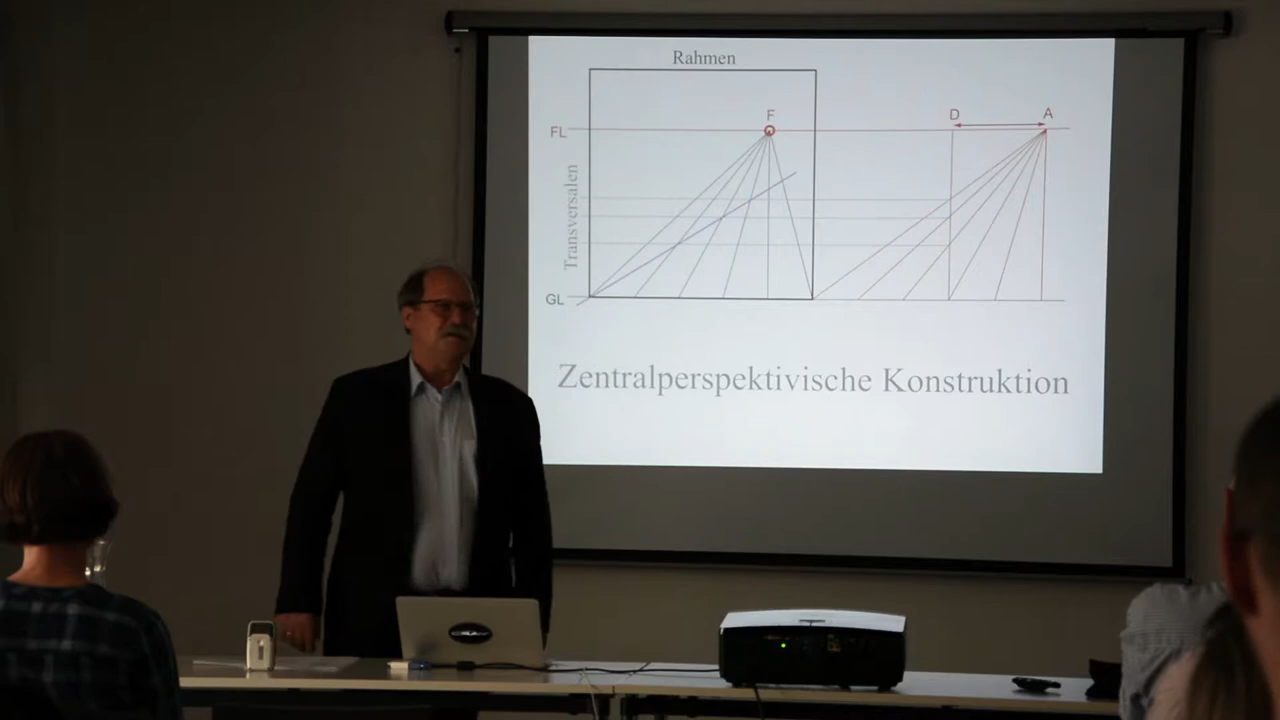 Rahmen
F
D
A
FL
Transversalen
GL
Zentralperspektivische Konstruktion